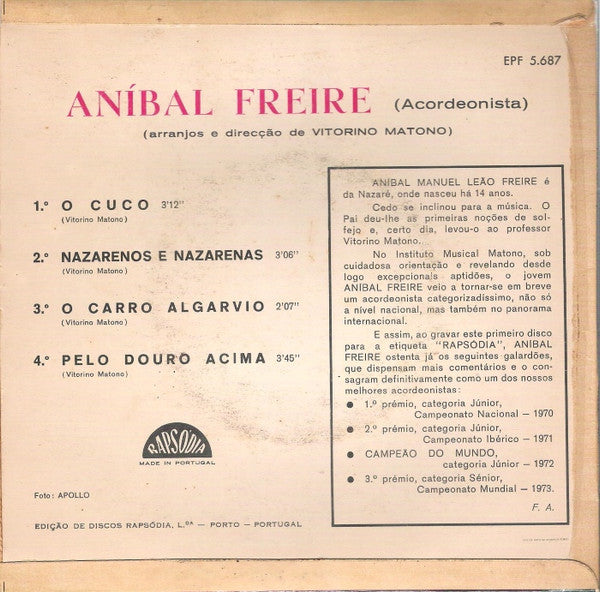 EPF 5.687
ANÍBAL FREIRE (Acordeonista)
(arranjos e direcção de VITORINO MATONO)
1.º O CUCO 3'12"
(Vitorino Matono)
2.º NAZARENOS E NAZARENAS 3'06"
(Vitorino Matono)
3.º O CARRO ALGARVIO 2'07"
(Vitorino Matono)
4.º PELO DOURO ACIMA 3'45"
(Vitorino Matono)
RAPSÓDIA
MADE IN PORTUGAL
Foto: APOLLO
EDIÇÃO DE DISCOS RAPSÓDIA, L.DA — PORTO — PORTUGAL
ANÍBAL MANUEL LEÃO FREIRE é
da Nazaré, onde nasceu há 14 anos.
Cedo se inclinou para a música. O
Pai deu-lhe as primeiras noções de sol-
fejo e, certo dia, levou-o ao professor
Vitorino Matono.
No Instituto Musical Matono, sob
cuidadosa orientação e revelando desde
logo excepcionais aptidões, o jovem
ANÍBAL FREIRE veio a tornar-se em breve
um acordeonista categorizadíssimo, não só
a nível nacional, mas também no panorama
internacional.
E assim, ao gravar este primeiro disco
para a etiqueta "RAPSÓDIA", ANÍBAL
FREIRE ostenta já os seguintes galardões,
que dispensam mais comentários e o con-
sagram definitivamente como um dos nossos
melhores acordeonistas:
● 1.º prémio, categoria Júnior,
Campeonato Nacional — 1970
● 2.º prémio, categoria Júnior,
Campeonato Ibérico — 1971
● CAMPEÃO DO MUNDO,
categoria Júnior — 1972
● 3.º prémio, categoria Sénior,
Campeonato Mundial — 1973.
F. A.